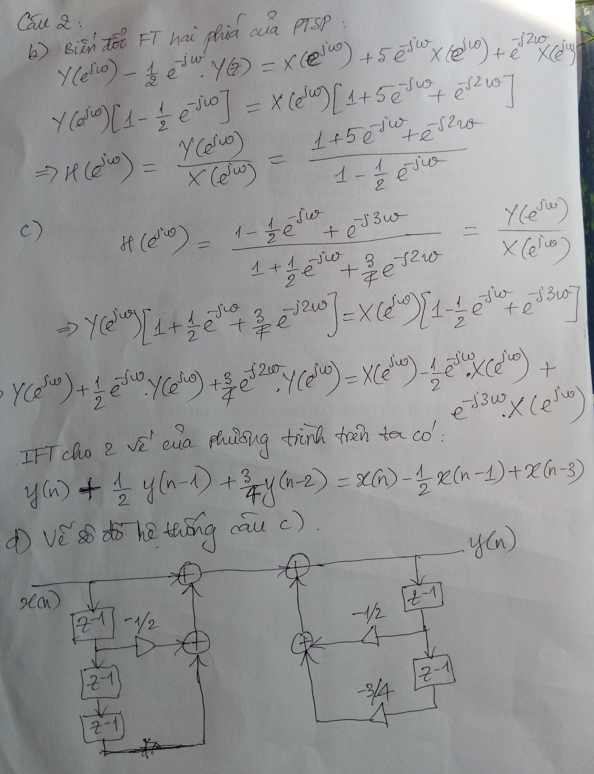 Câu 2:
b) Biến đổi FT hai phía của PTSP:
Y(e^{jω}) - 1/2 e^{-jω}. Y(z) = X(e^{jω}) + 5e^{-jω} X(e^{jω}) + e^{-j2ω} X(e^{jω})
Y(e^{jω})[1 - 1/2 e^{-jω}] = X(e^{jω})[1 + 5e^{-jω} + e^{-j2ω}]
⇒ H(e^{jω}) = Y(e^{jω})/X(e^{jω}) = (1 + 5e^{-jω} + e^{-j2ω})/(1 - 1/2 e^{-jω})
c) H(e^{jω}) = (1 - 1/2 e^{-jω} + e^{-j3ω})/(1 + 1/2 e^{-jω} + 3/4 e^{-j2ω}) = Y(e^{jω})/X(e^{jω})
⇒ Y(e^{jω})[1 + 1/2 e^{-jω} + 3/4 e^{-j2ω}] = X(e^{jω})[1 - 1/2 e^{-jω} + e^{-j3ω}]
Y(e^{jω}) + 1/2 e^{-jω}. Y(e^{jω}) + 3/4 e^{-j2ω}. Y(e^{jω}) = X(e^{jω}) - 1/2 e^{-jω}. X(e^{jω}) +
e^{-j3ω}. X(e^{jω})
IFT cho 2 vế của phương trình trên ta có:
y(n) + 1/2 y(n-1) + 3/4 y(n-2) = x(n) - 1/2 x(n-1) + x(n-3)
d) Vẽ sơ đồ hệ thống câu c).
y(n)
x(n)
z^{-1}
-1/2
-1/2
z^{-1}
z^{-1}
z^{-1}
-3/4
z^{-1}